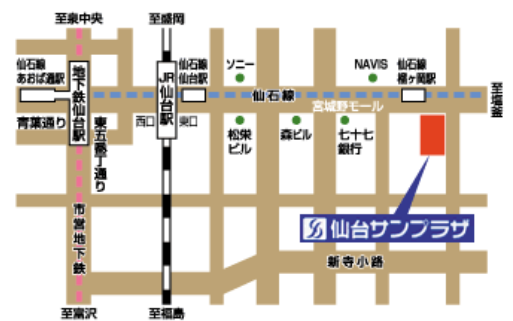 至泉中央
至盛岡
仙石線
あおば通駅
地下鉄仙台駅
JR仙台駅
仙石線
仙台駅
ソニー
NAVIS
仙石線
榴ヶ岡駅
至塩釜
仙石線
宮城野モール
青葉通り
東五番丁通り
西口
東口
松栄
ビル
森ビル
七十七
銀行
仙台サンプラザ
市営地下鉄
新寺小路
至富沢
至福島